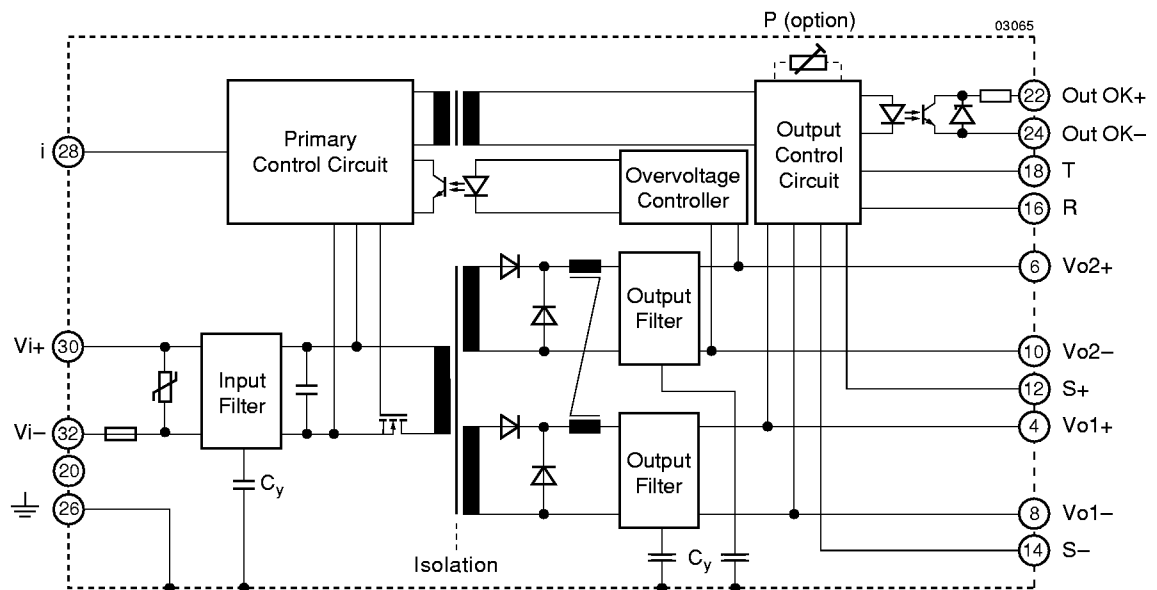 P (option)
03065
Primary
Control Circuit
Output
Control
Circuit
22 Out OK+
24 Out OK–
i 28
18 T
Overvoltage
Controller
16 R
6 Vo2+
Output
Filter
Vi+ 30
10 Vo2–
Input
Filter
12 S+
4 Vo1+
Vi– 32
Output
Filter
20
Cy
26
8 Vo1–
14 S–
Isolation
Cy